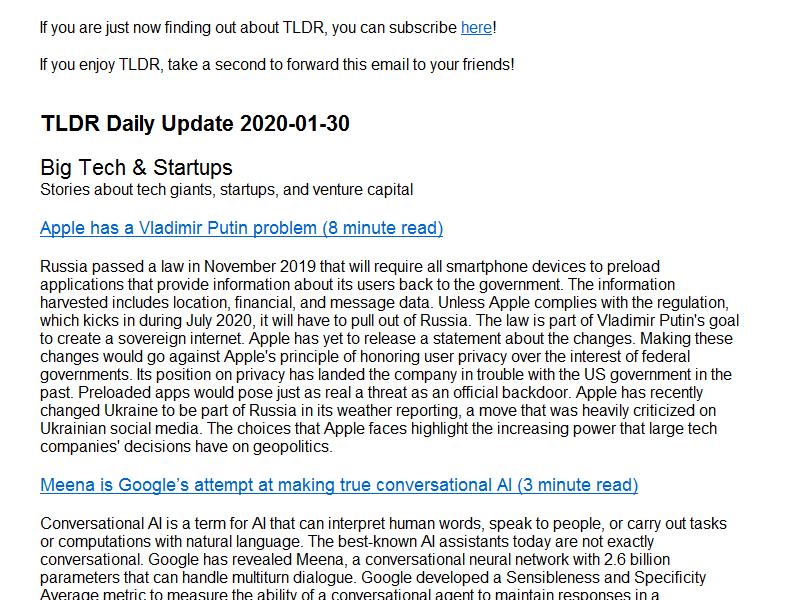 If you are just now finding out about TLDR, you can subscribe here!
If you enjoy TLDR, take a second to forward this email to your friends!
TLDR Daily Update 2020-01-30
Big Tech & Startups
Stories about tech giants, startups, and venture capital
Apple has a Vladimir Putin problem (8 minute read)
Russia passed a law in November 2019 that will require all smartphone devices to preload
applications that provide information about its users back to the government. The information
harvested includes location, financial, and message data. Unless Apple complies with the regulation,
which kicks in during July 2020, it will have to pull out of Russia. The law is part of Vladimir Putin's goal
to create a sovereign internet. Apple has yet to release a statement about the changes. Making these
changes would go against Apple's principle of honoring user privacy over the interest of federal
governments. Its position on privacy has landed the company in trouble with the US government in the
past. Preloaded apps would pose just as real a threat as an official backdoor. Apple has recently
changed Ukraine to be part of Russia in its weather reporting, a move that was heavily criticized on
Ukrainian social media. The choices that Apple faces highlight the increasing power that large tech
companies' decisions have on geopolitics.
Meena is Google’s attempt at making true conversational AI (3 minute read)
Conversational AI is a term for AI that can interpret human words, speak to people, or carry out tasks
or computations with natural language. The best-known AI assistants today are not exactly
conversational. Google has revealed Meena, a conversational neural network with 2.6 billion
parameters that can handle multiturn dialogue. Google developed a Sensibleness and Specificity
Average metric to measure the ability of a conversational agent to maintain responses in a